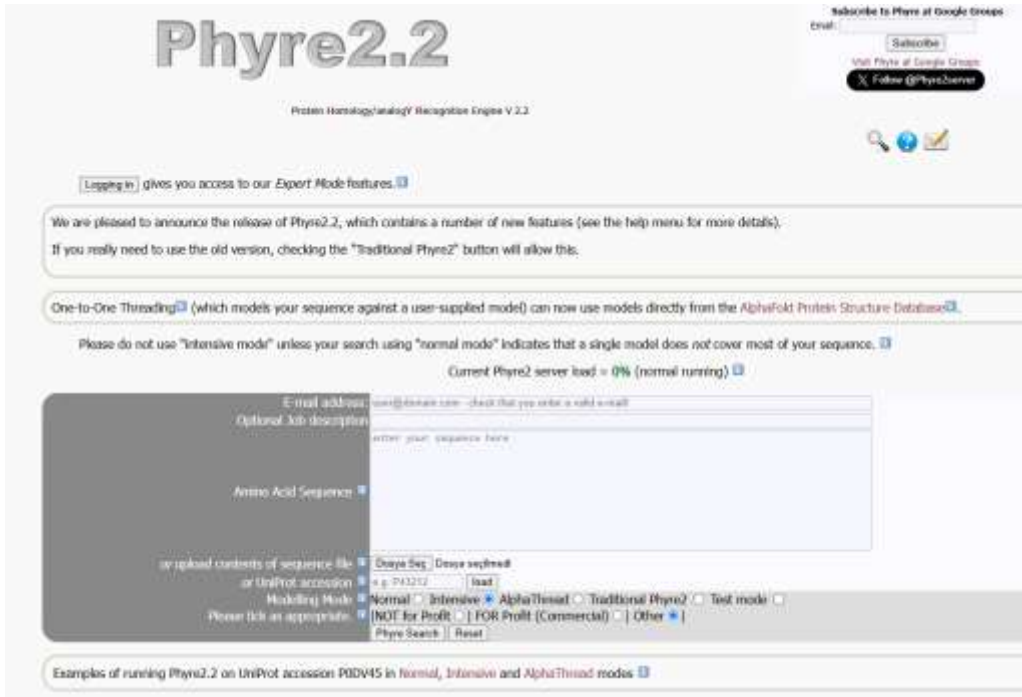 Phyre2.2
Subscribe to Phyre at Google Groups
Email:
Subscribe
Visit Phyre at Google Groups
Follow @Phyre2server
Protein Homology/analogY Recognition Engine V 2.2
Logging in gives you access to our Expert Mode features.
We are pleased to announce the release of Phyre2.2, which contains a number of new features (see the help menu for more details).
If you really need to use the old version, checking the "Traditional Phyre2" button will allow this.
One-to-One Threading (which models your sequence against a user-supplied model) can now use models directly from the AlphaFold Protein Structure Database.
Please do not use "Intensive mode" unless your search using "normal mode" indicates that a single model does not cover most of your sequence.
Current Phyre2 server load = 0% (normal running)
E-mail address user@domain.com - check that you enter a valid e-mail!
Optional Job description
Amino Acid Sequence enter your sequence here
or upload contents of sequence file Dosya Seç Dosya seçilmedi
or UniProt accession e.g. P43212 load
Modelling Mode Normal Intensive AlphaThread Traditional Phyre2 Test mode
Please tick as appropriate. [NOT for Profit | FOR Profit (Commercial) | Other ]
Phyre Search Reset
Examples of running Phyre2.2 on UniProt accession P0DV45 in Normal, Intensive and AlphaThread modes